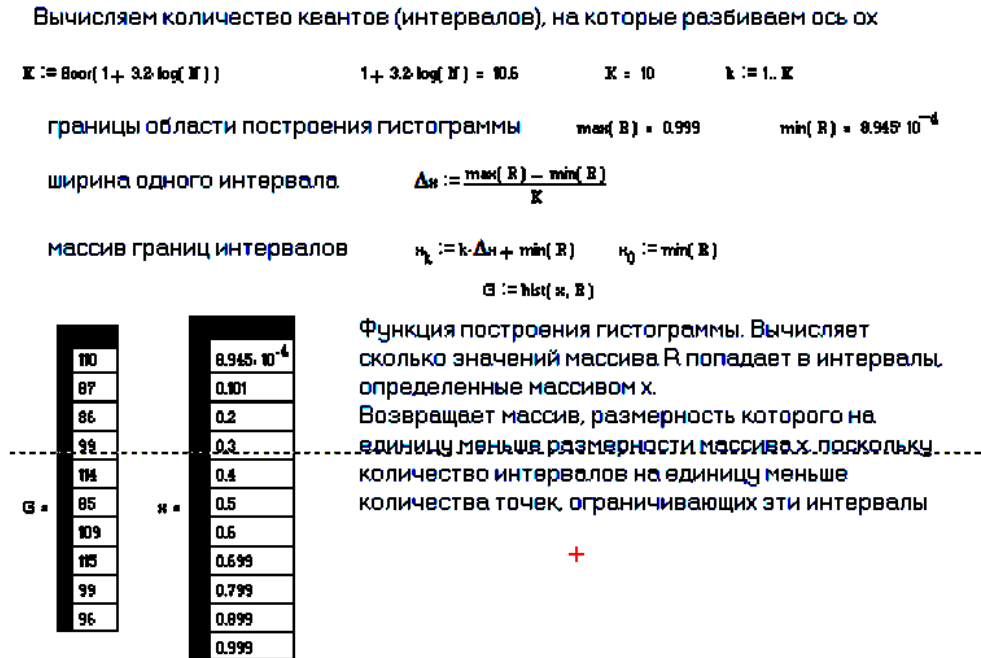 Вычисляем количество квантов (интервалов), на которые разбиваем ось ox
K := floor( 1 + 3.2·log( N ) ) 1 + 3.2·log( N ) = 10.6 K = 10 k := 1.. K
границы области построения гистограммы max( R ) = 0.999 min( R ) = 8.945·10⁻⁴
ширина одного интервала Δx := (max( R ) − min( R )) / K
массив границ интервалов xₖ := k·Δx + min( R ) x₀ := min( R )
G := hist( x, R )
Функция построения гистограммы. Вычисляет
сколько значений массива R попадает в интервалы,
определенные массивом x.
Возвращает массив, размерность которого на
единицу меньше размерности массива x, поскольку
количество интервалов на единицу меньше
количества точек, ограничивающих эти интервалы
G =
110
87
86
99
114
85
109
115
99
96
x =
8.945·10⁻⁴
0.101
0.2
0.3
0.4
0.5
0.6
0.699
0.799
0.899
0.999